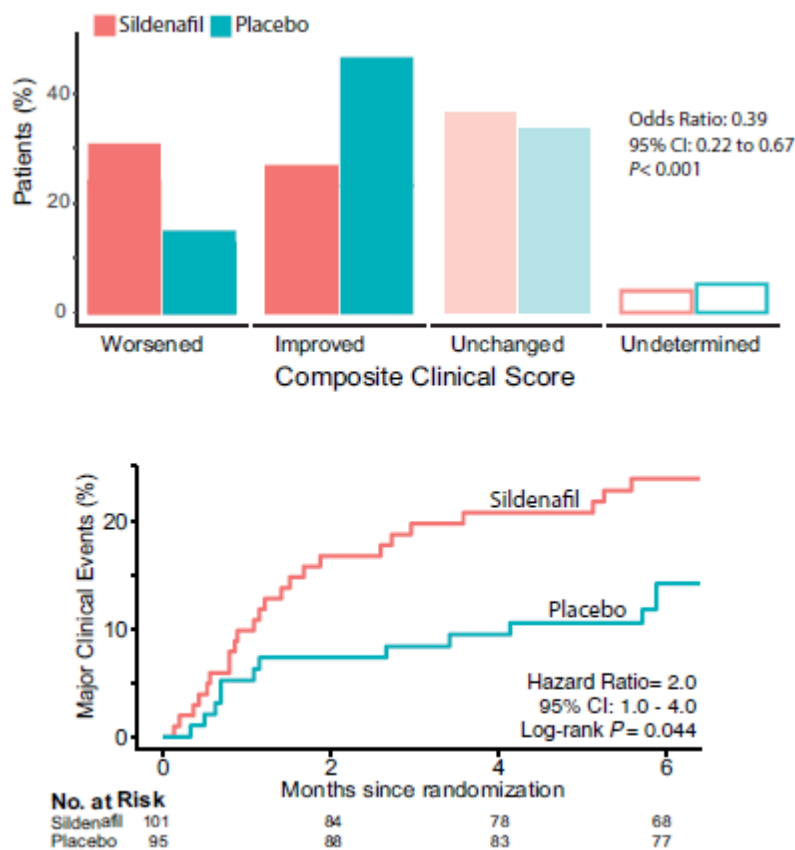 Sildenafil Placebo
Patients (%)
40
20
0
Odds Ratio: 0.39
95% CI: 0.22 to 0.67
P< 0.001
Worsened Improved Unchanged Undetermined
Composite Clinical Score
Major Clinical Events (%)
20
10
0
Sildenafil
Placebo
Hazard Ratio= 2.0
95% CI: 1.0 - 4.0
Log-rank P= 0.044
0 2 4 6
Months since randomization
No. at Risk
Sildenafil 101 84 78 68
Placebo 95 88 83 77